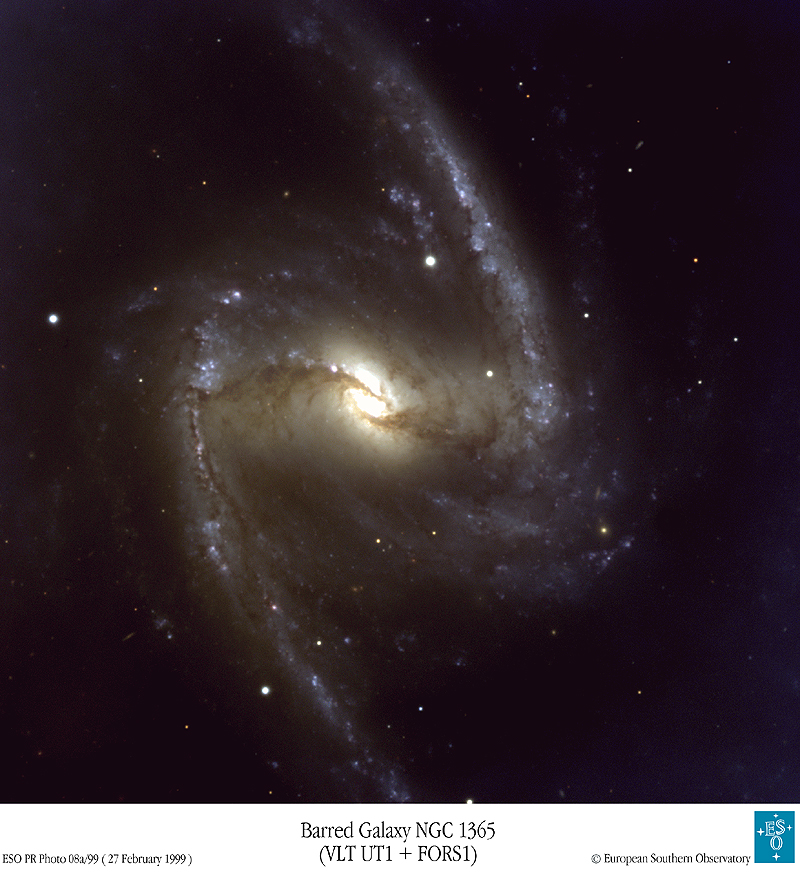 Barred Galaxy NGC 1365
(VLT UT1 + FORS1)
ESO PR Photo 08a/99 ( 27 February 1999 )
© European Southern Observatory
ESO